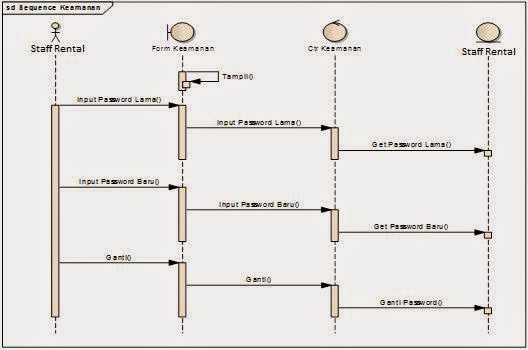 sd Sequence Keamanan
Staff Rental
Form Keamanan
Ctr Keamanan
Staff Rental
Tampil()
Input Password Lama()
Input Password Lama()
Get Password Lama()
Input Password Baru()
Input Password Baru()
Get Password Baru()
Ganti()
Ganti()
Ganti Password()